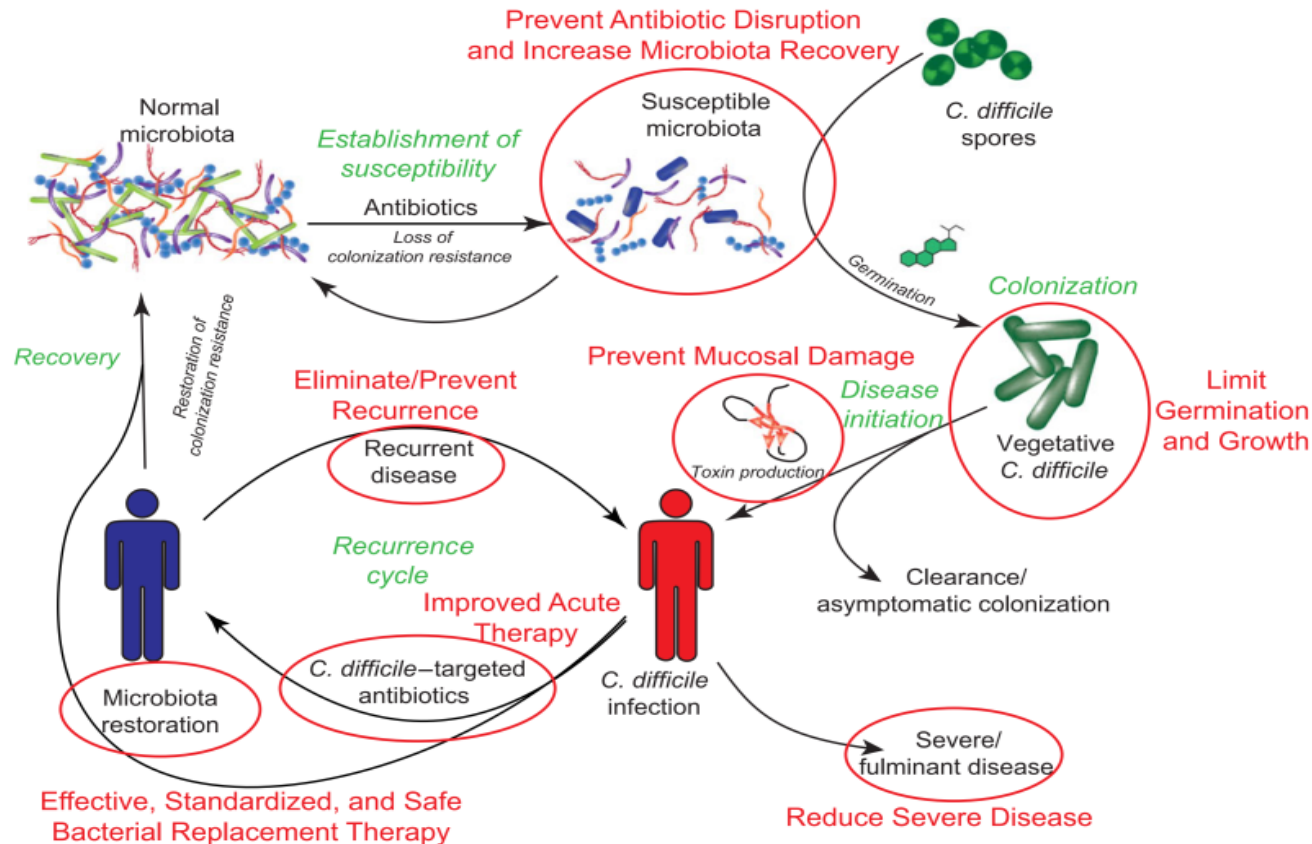 Prevent Antibiotic Disruption
and Increase Microbiota Recovery
Normal
microbiota
Establishment of
susceptibility
Antibiotics
Loss of
colonization resistance
Susceptible
microbiota
C. difficile
spores
Germination
Colonization
Vegetative
C. difficile
Limit
Germination
and Growth
Prevent Mucosal Damage
Disease
initiation
Toxin production
Recovery
Restoration of
colonization resistance
Eliminate/Prevent
Recurrence
Recurrent
disease
Recurrence
cycle
Improved Acute
Therapy
C. difficile–targeted
antibiotics
Clearance/
asymptomatic colonization
C. difficile
infection
Microbiota
restoration
Severe/
fulminant disease
Effective, Standardized, and Safe
Bacterial Replacement Therapy
Reduce Severe Disease